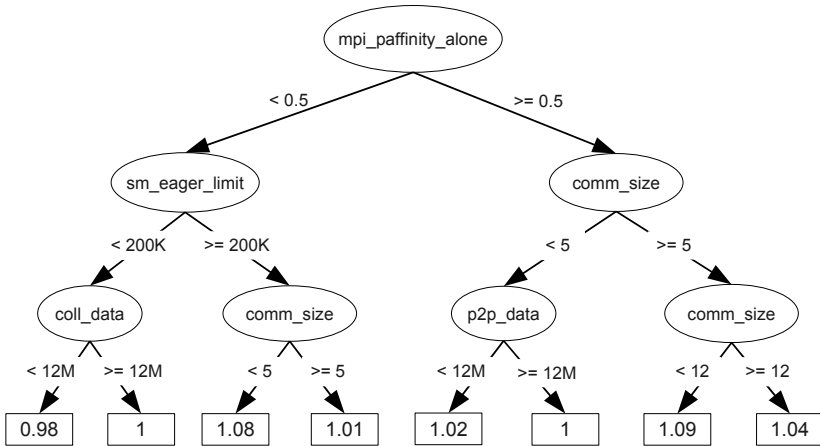 mpi_paffinity_alone
< 0.5
>= 0.5
sm_eager_limit
comm_size
< 200K
>= 200K
< 5
>= 5
coll_data
comm_size
p2p_data
comm_size
< 12M
>= 12M
< 5
>= 5
< 12M
>= 12M
< 12
>= 12
0.98
1
1.08
1.01
1.02
1
1.09
1.04